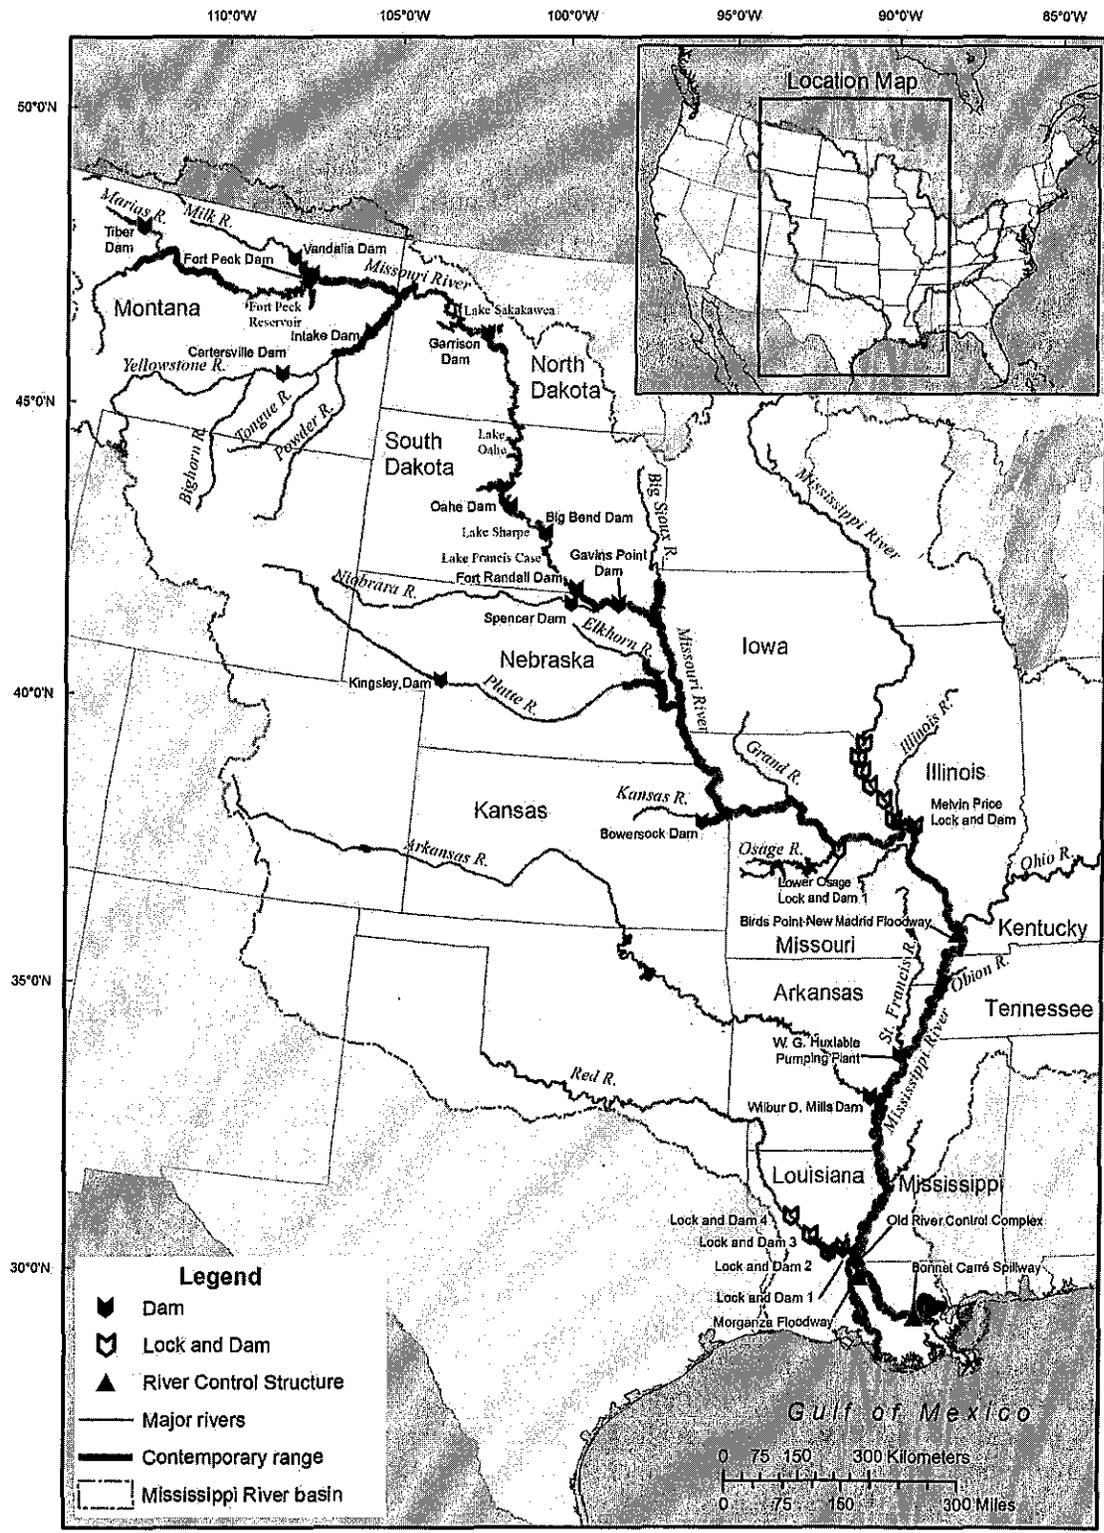 110°0'W
105°0'W
100°0'W
95°0'W
90°0'W
85°0'W
Location Map
50°0'N
45°0'N
40°0'N
35°0'N
30°0'N
Marias R.
Milk R.
Tiber
Dam
Vandalia Dam
Fort Peck Dam
Missouri River
Montana
Fort Peck
Reservoir
Lake Sakakawea
Intake Dam
Garrison
Dam
Cartersville Dam
Yellowstone R.
North
Dakota
Tongue R.
Powder R.
Bighorn R.
South
Dakota
Lake
Oahe
Oahe Dam
Big Sioux R.
Mississippi River
Big Bend Dam
Lake Sharpe
Lake Francis Case
Gavins Point
Dam
Fort Randall Dam
Niobrara R.
Spencer Dam
Elkhorn R.
Missouri River
Iowa
Nebraska
Kingsley Dam
Platte R.
Illinois R.
Grand R.
Illinois
Kansas
Kansas R.
Melvin Price
Lock and Dam
Bowersock Dam
Arkansas R.
Osage R.
Ohio R.
Lower Osage
Lock and Dam 1
Birds Point-New Madrid Floodway
Kentucky
Missouri
St. Francis R.
Obion R.
Arkansas
Tennessee
W. G. Huxlable
Pumping Plant
Mississippi River
Red R.
Wilbur D. Mills Dam
Louisiana
Mississippi
Lock and Dam 4
Old River Control Complex
Lock and Dam 3
Lock and Dam 2
Bonnet Carré Spillway
Lock and Dam 1
Morganza Floodway
Legend
Dam
Lock and Dam
River Control Structure
Major rivers
Contemporary range
Mississippi River basin
Gulf of Mexico
0 75 150 300 Kilometers
0 75 150 300 Miles